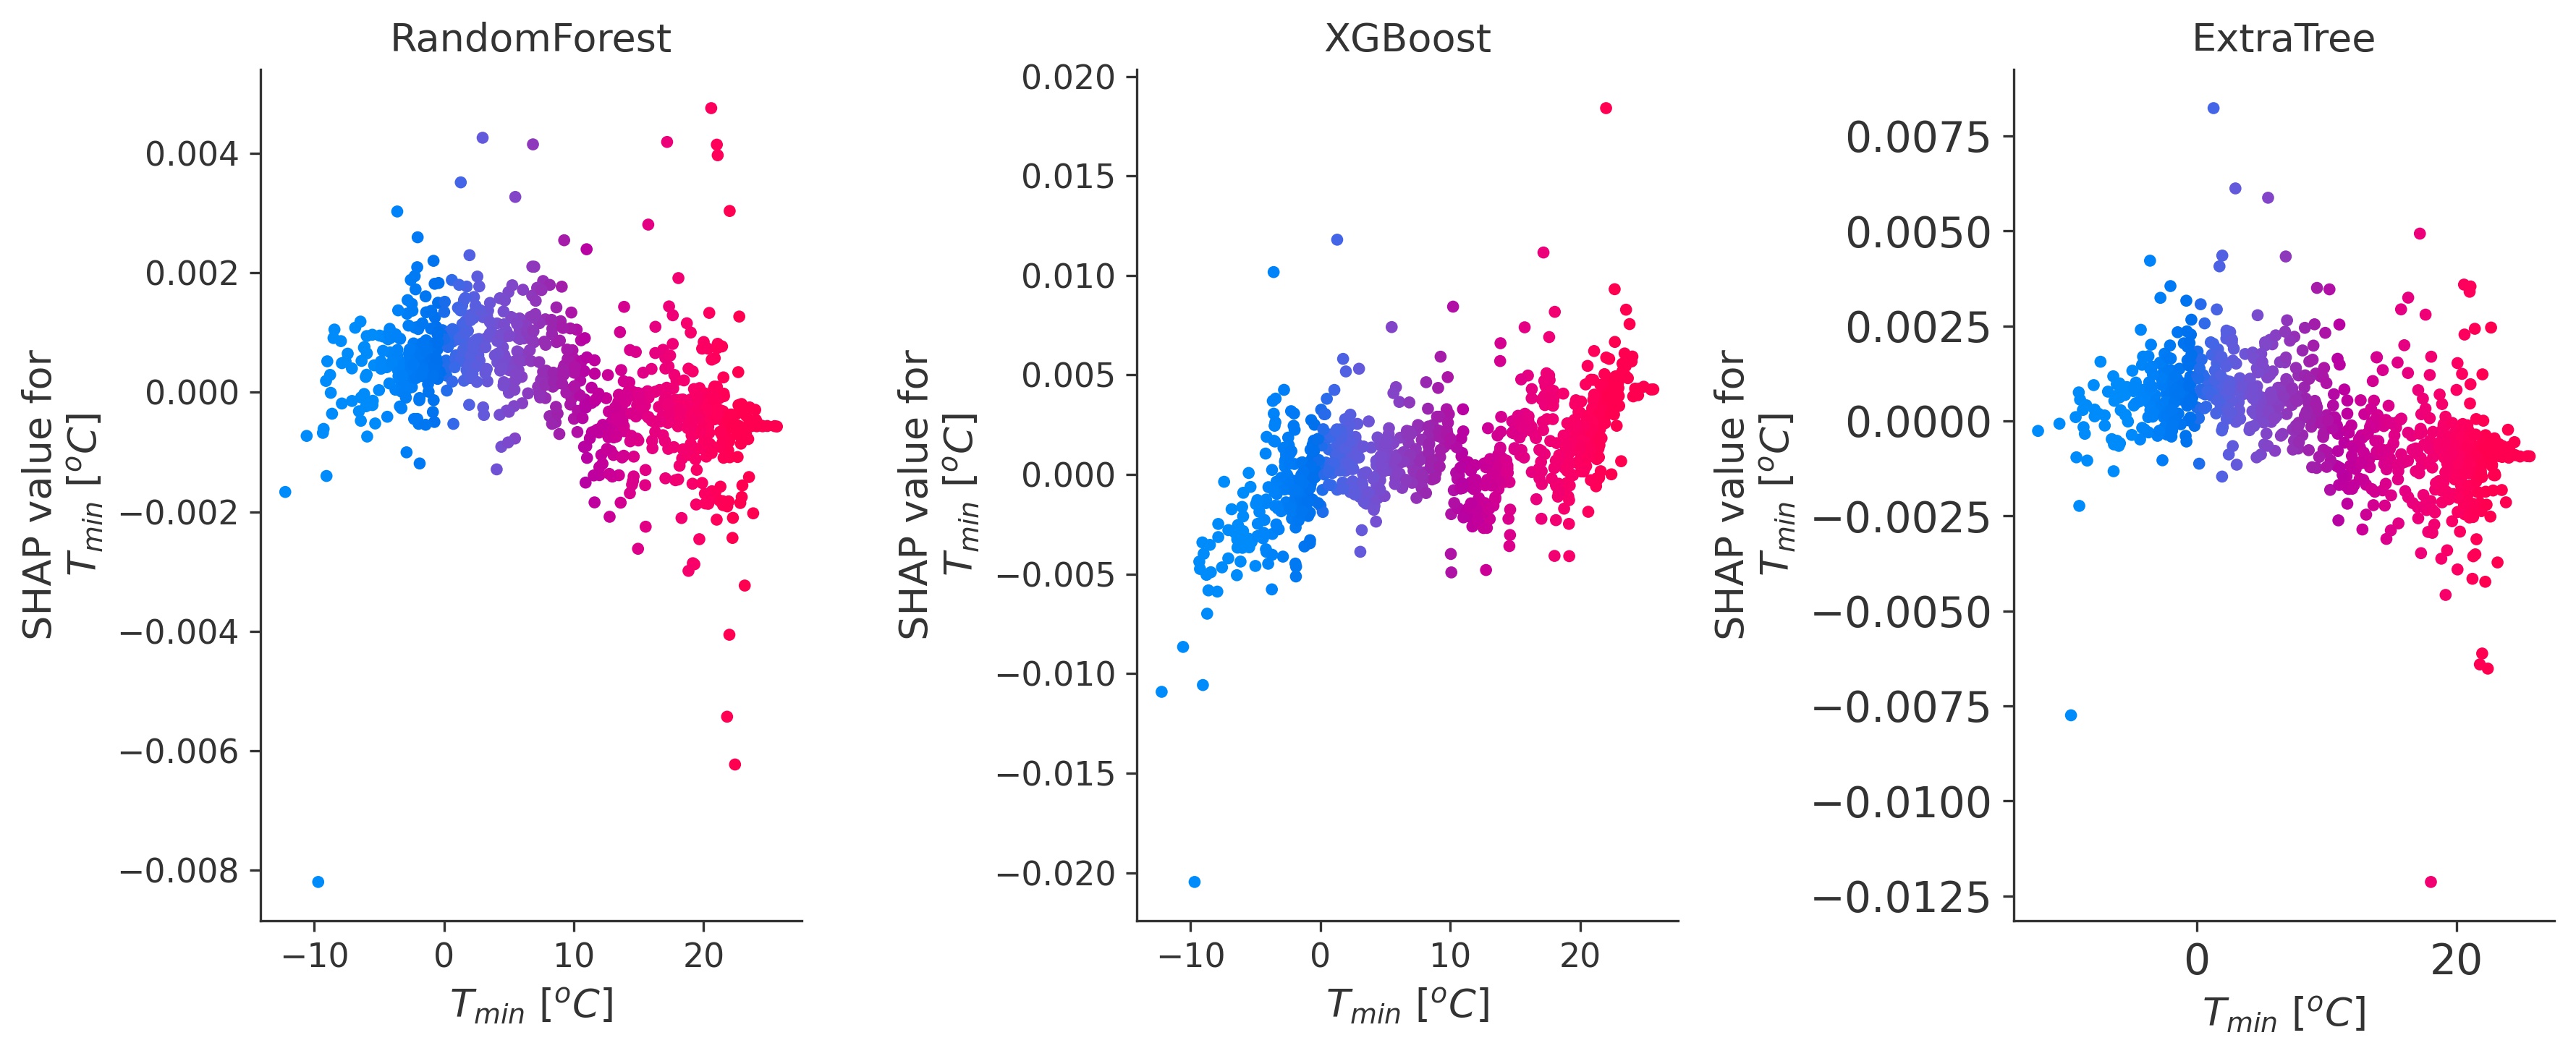 RandomForest
SHAP value for
T_min [°C]
0.004
0.002
0.000
−0.002
−0.004
−0.006
−0.008
−10 0 10 20
T_min [°C]
XGBoost
SHAP value for
T_min [°C]
0.020
0.015
0.010
0.005
0.000
−0.005
−0.010
−0.015
−0.020
−10 0 10 20
T_min [°C]
ExtraTree
SHAP value for
T_min [°C]
0.0075
0.0050
0.0025
0.0000
−0.0025
−0.0050
−0.0075
−0.0100
−0.0125
0 20
T_min [°C]